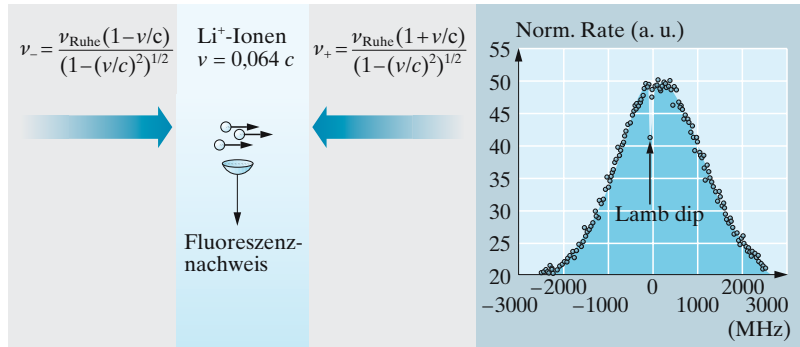 ν₋ = ν_Ruhe(1−v/c) / (1−(v/c)²)^1/2
Li⁺-Ionen
v = 0,064 c
ν₊ = ν_Ruhe(1+v/c) / (1−(v/c)²)^1/2
Fluoreszenz-
nachweis
Norm. Rate (a. u.)
55
50
45
40
35
30
25
20
Lamb dip
−2000 0 2000
−3000 −1000 1000 3000
(MHz)